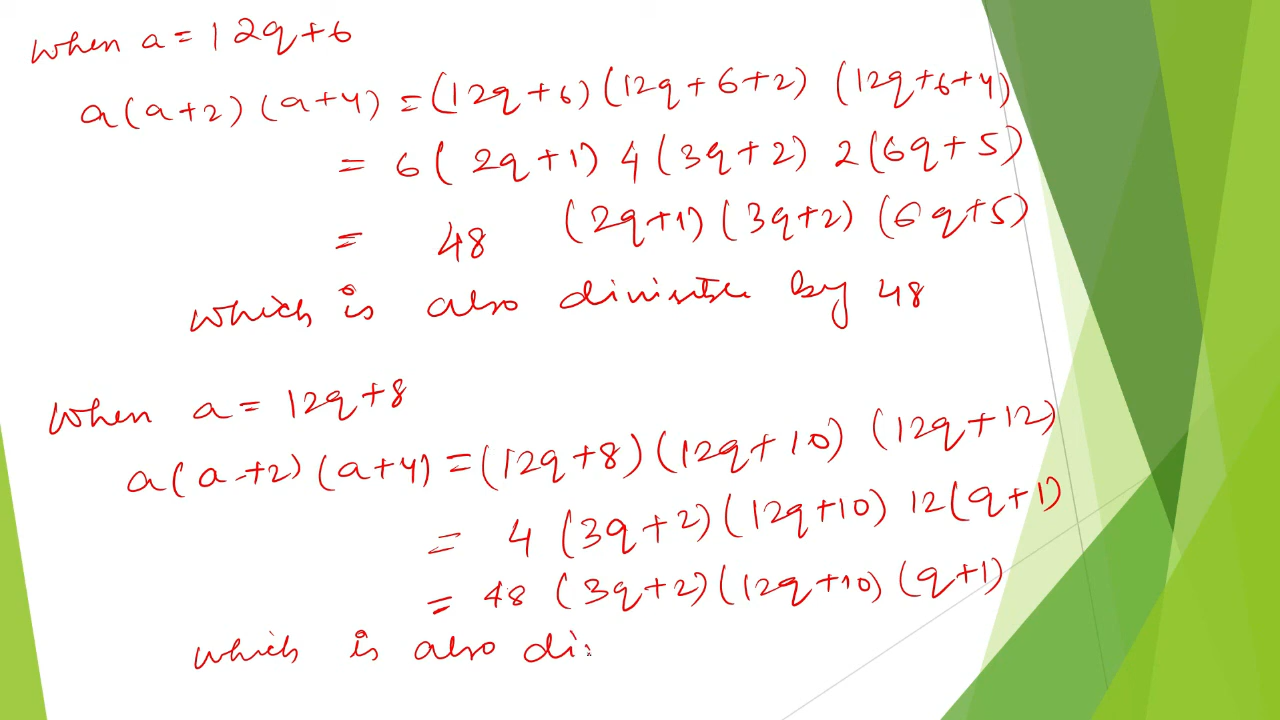 When a = 12q+6
a(a+2)(a+4) = (12q+6)(12q+6+2) (12q+6+4)
= 6(2q+1) 4(3q+2) 2(6q+5)
= 48 (2q+1)(3q+2)(6q+5)
which is also divisible by 48
When a = 12q+8
a(a+2)(a+4) = (12q+8)(12q+10) (12q+12)
= 4 (3q+2)(12q+10) 12(q+1)
= 48 (3q+2)(12q+10)(q+1)
which is also di